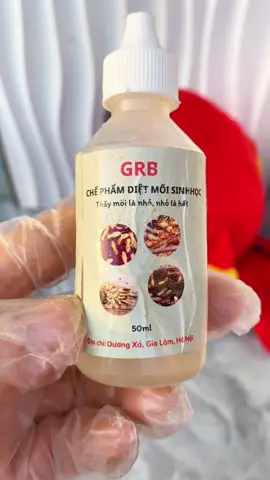 GRB
CHẾ PHẨM DIỆT MỐI SINH HỌC
Thấy mối là nhỏ, nhỏ là hết
50ml
Địa chỉ: Dương Xá, Gia Lâm, Hà Nội